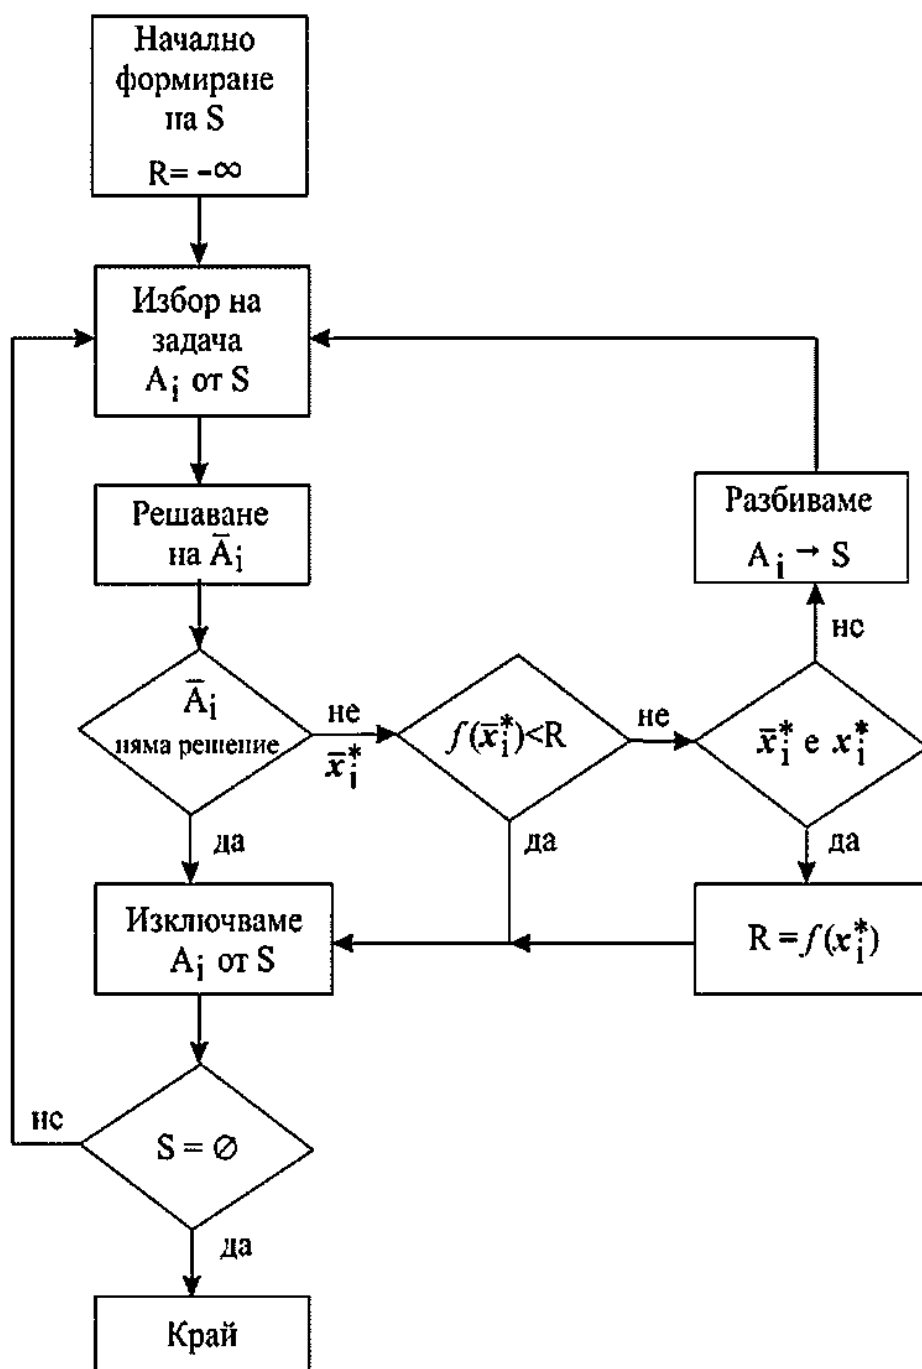 Начално
формиране
на S
R= -∞
Избор на
задача
A_i от S
Решаване
на Ā_i
Разбиваме
A_i → S
не
Ā_i
няма решение
не
x̄*_i
f(x̄*_i)<R
не
x̄*_i е x*_i
да
да
да
Изключваме
A_i от S
R = f(x*_i)
не
S = ∅
да
Край